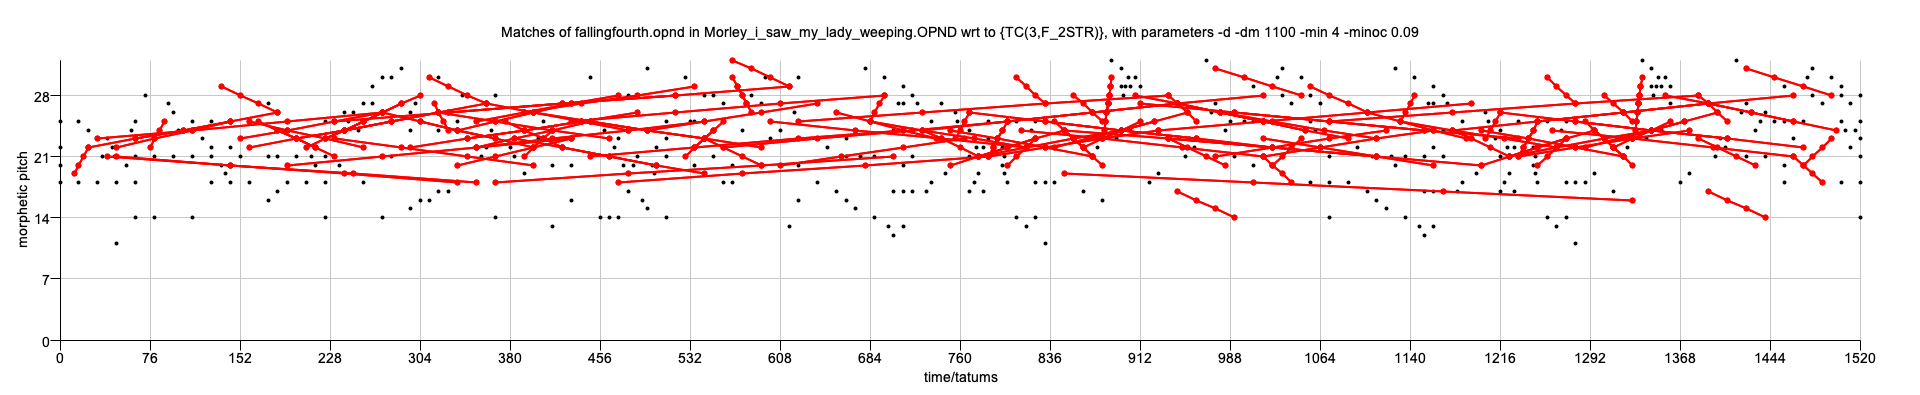 Matches of fallingfourth.opnd in Morley_i_saw_my_lady_weeping.OPND wrt to {TC(3,F_2STR)}, with parameters -d -dm 1100 -min 4 -minoc 0.09
morphetic pitch
28
21
14
7
0
0 76 152 228 304 380 456 532 608 684 760 836 912 988 1064 1140 1216 1292 1368 1444 1520
time/tatums